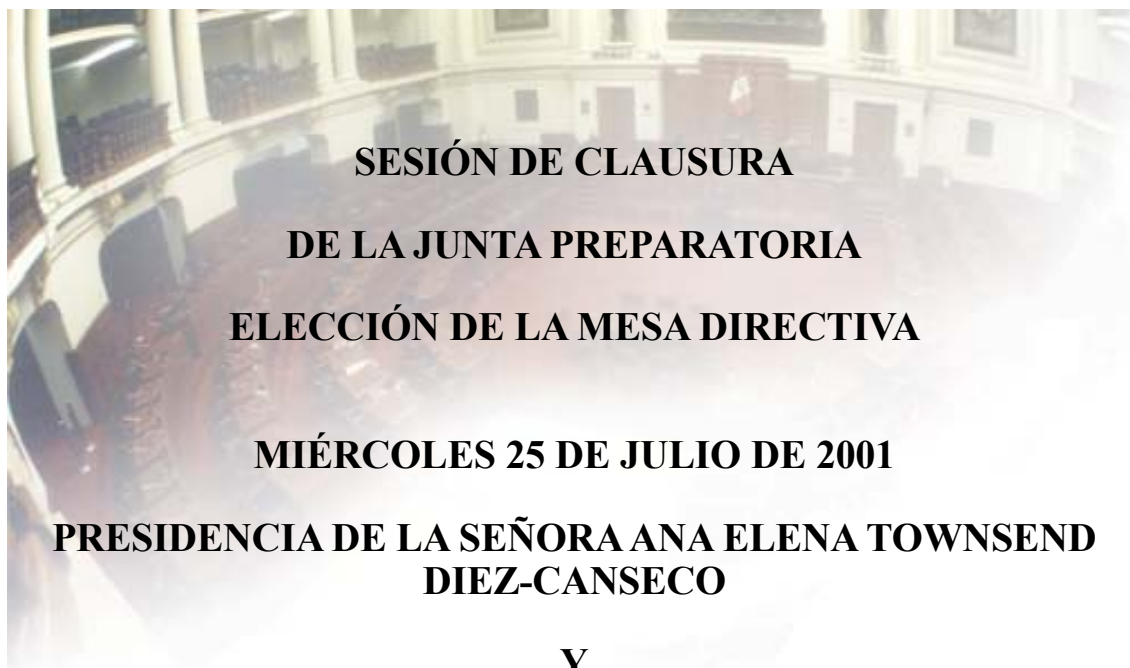 SESIÓN DE CLAUSURA
DE LA JUNTA PREPARATORIA
ELECCIÓN DE LA MESA DIRECTIVA
MIÉRCOLES 25 DE JULIO DE 2001
PRESIDENCIA DE LA SEÑORA ANA ELENA TOWNSEND
DIEZ-CANSECO
Y